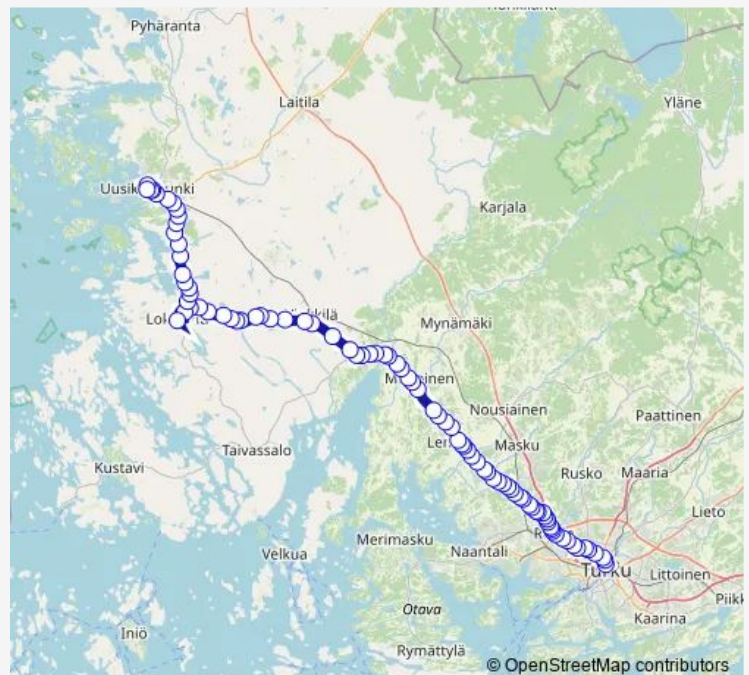 Pyhäranta
Laitila
Yläne
Karjala
Mynämäki
Nousiainen
Paattinen
Masku
Taivassalo
Kustavi
Rusko
Maaria
Lieto
Velkua
Merimasku
Naantali
Turku
Littoinen
Kaarina
Otava
Iniö
Rymättylä
© OpenStreetMap contributors